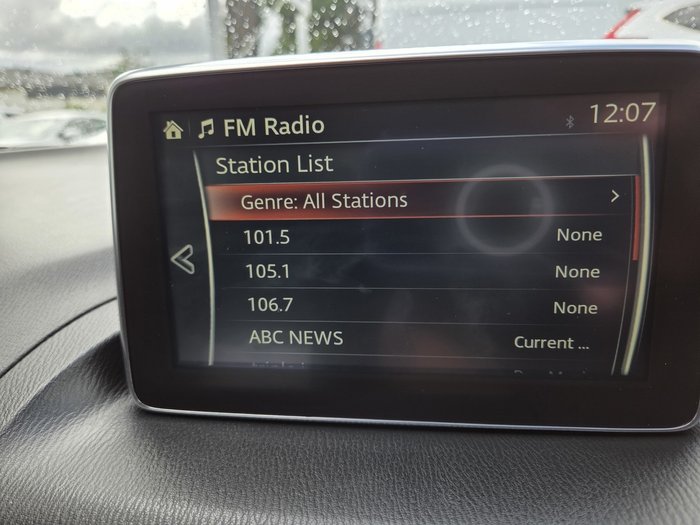 FM Radio 12:07
Station List
Genre: All Stations
101.5 None
105.1 None
106.7 None
ABC NEWS Current ...